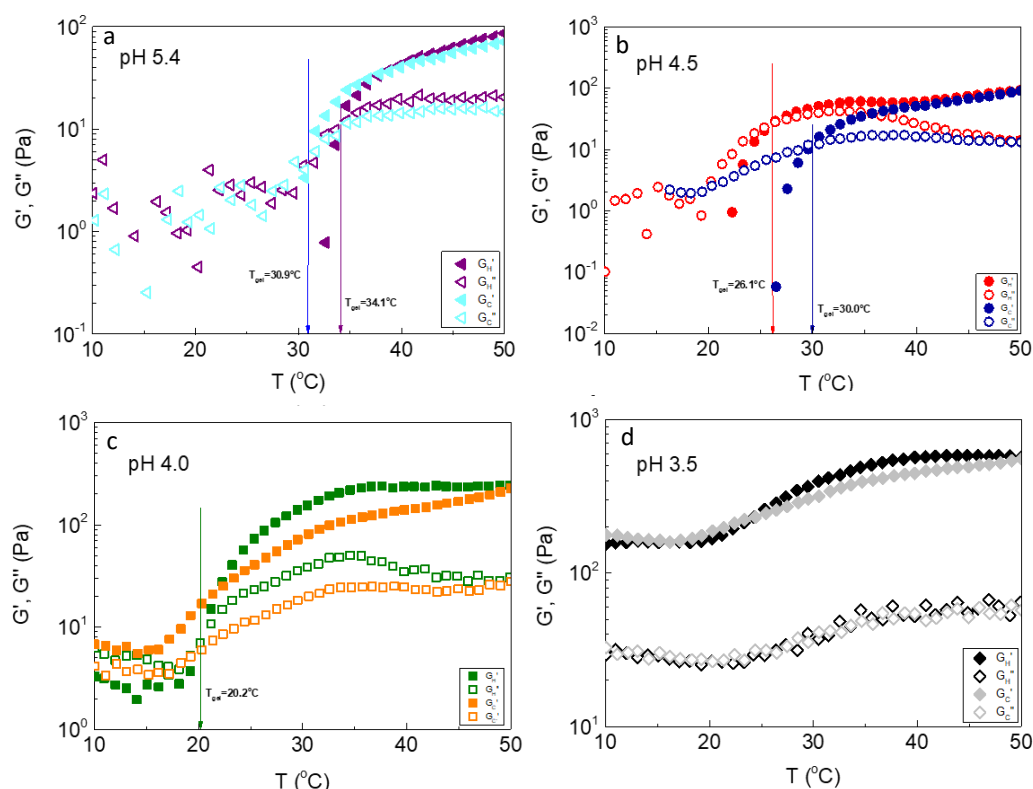 a
pH 5.4
G', G'' (Pa)
10²
10¹
10⁰
10⁻¹
T_gel=30.9°C
T_gel=34.1°C
G_H'
G_H''
G_C'
G_C''
10 20 30 40 50
T (°C)
b
pH 4.5
G', G'' (Pa)
10³
10²
10¹
10⁰
10⁻¹
10⁻²
T_gel=26.1°C
T_gel=30.0°C
G_H'
G_H''
G_C'
G_C''
10 20 30 40 50
T (°C)
c
pH 4.0
G', G'' (Pa)
10³
10²
10¹
10⁰
T_gel=20.2°C
G_H'
G_H''
G_C'
G_C'
10 20 30 40 50
T (°C)
d
pH 3.5
G', G'' (Pa)
10³
10²
10¹
G_H'
G_H''
G_C'
G_C''
10 20 30 40 50
T (°C)